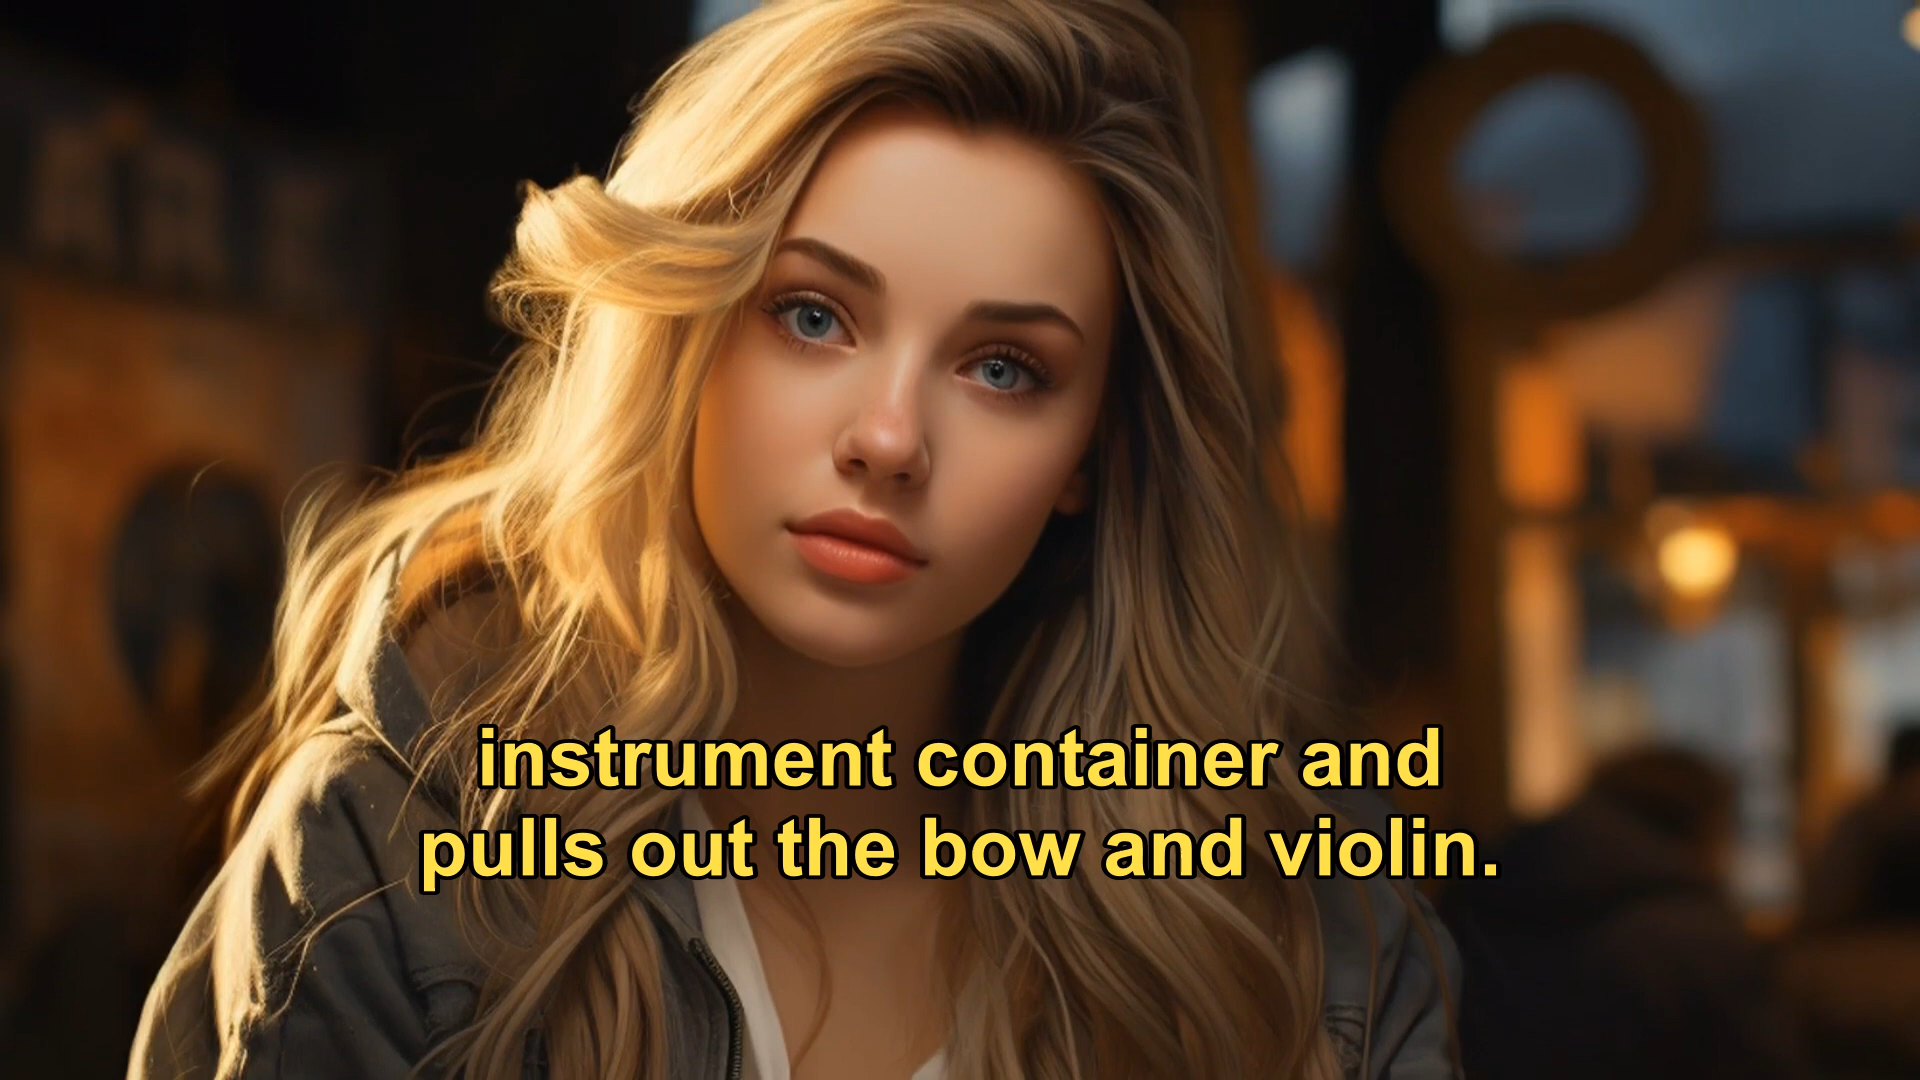 instrument container and
pulls out the bow and violin.